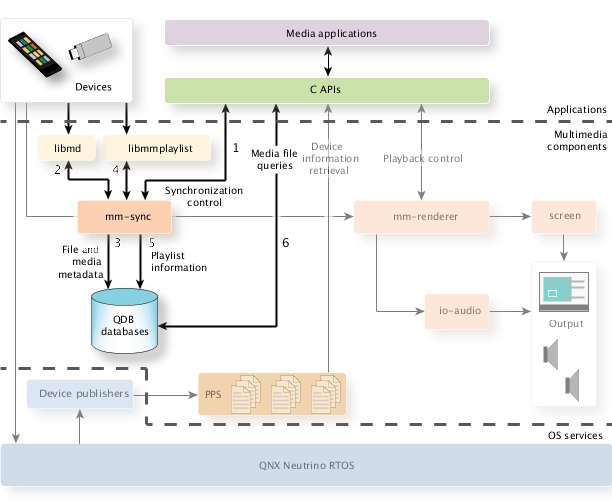 Media applications
Devices
C APIs
Applications
Multimedia
components
libmd
libmmplaylist
1
2
4
Media file
queries
Device
information
retrieval
Playback control
Synchronization
control
mm-sync
mm-renderer
screen
3
5
6
File and
media
metadata
Playlist
information
QDB
databases
io-audio
Output
Device publishers
PPS
OS services
QNX Neutrino RTOS